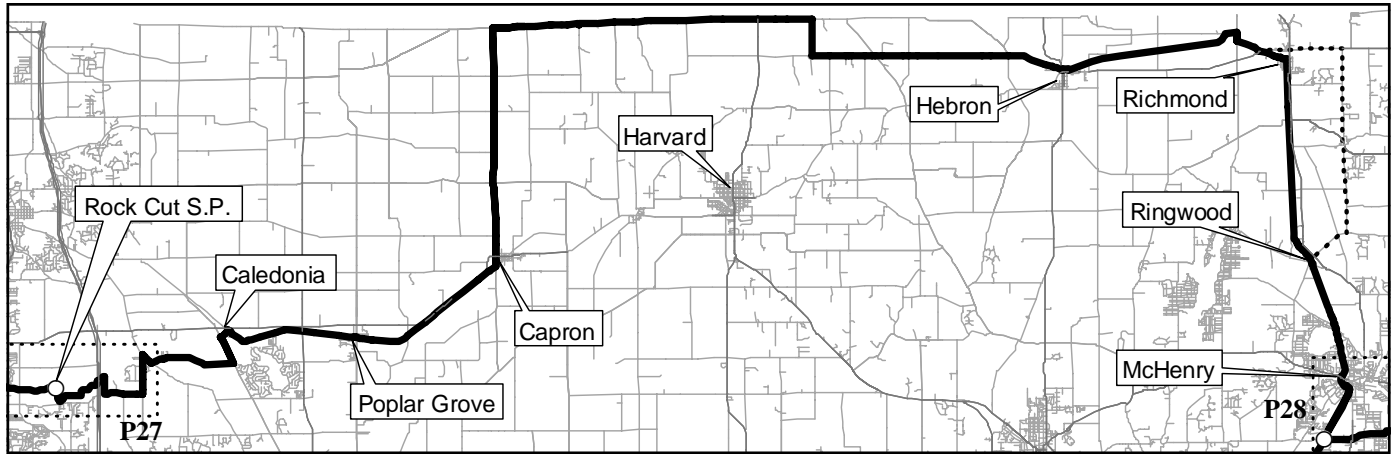 Hebron
Richmond
Harvard
Rock Cut S.P.
Ringwood
Caledonia
Capron
McHenry
Poplar Grove
P28
P27